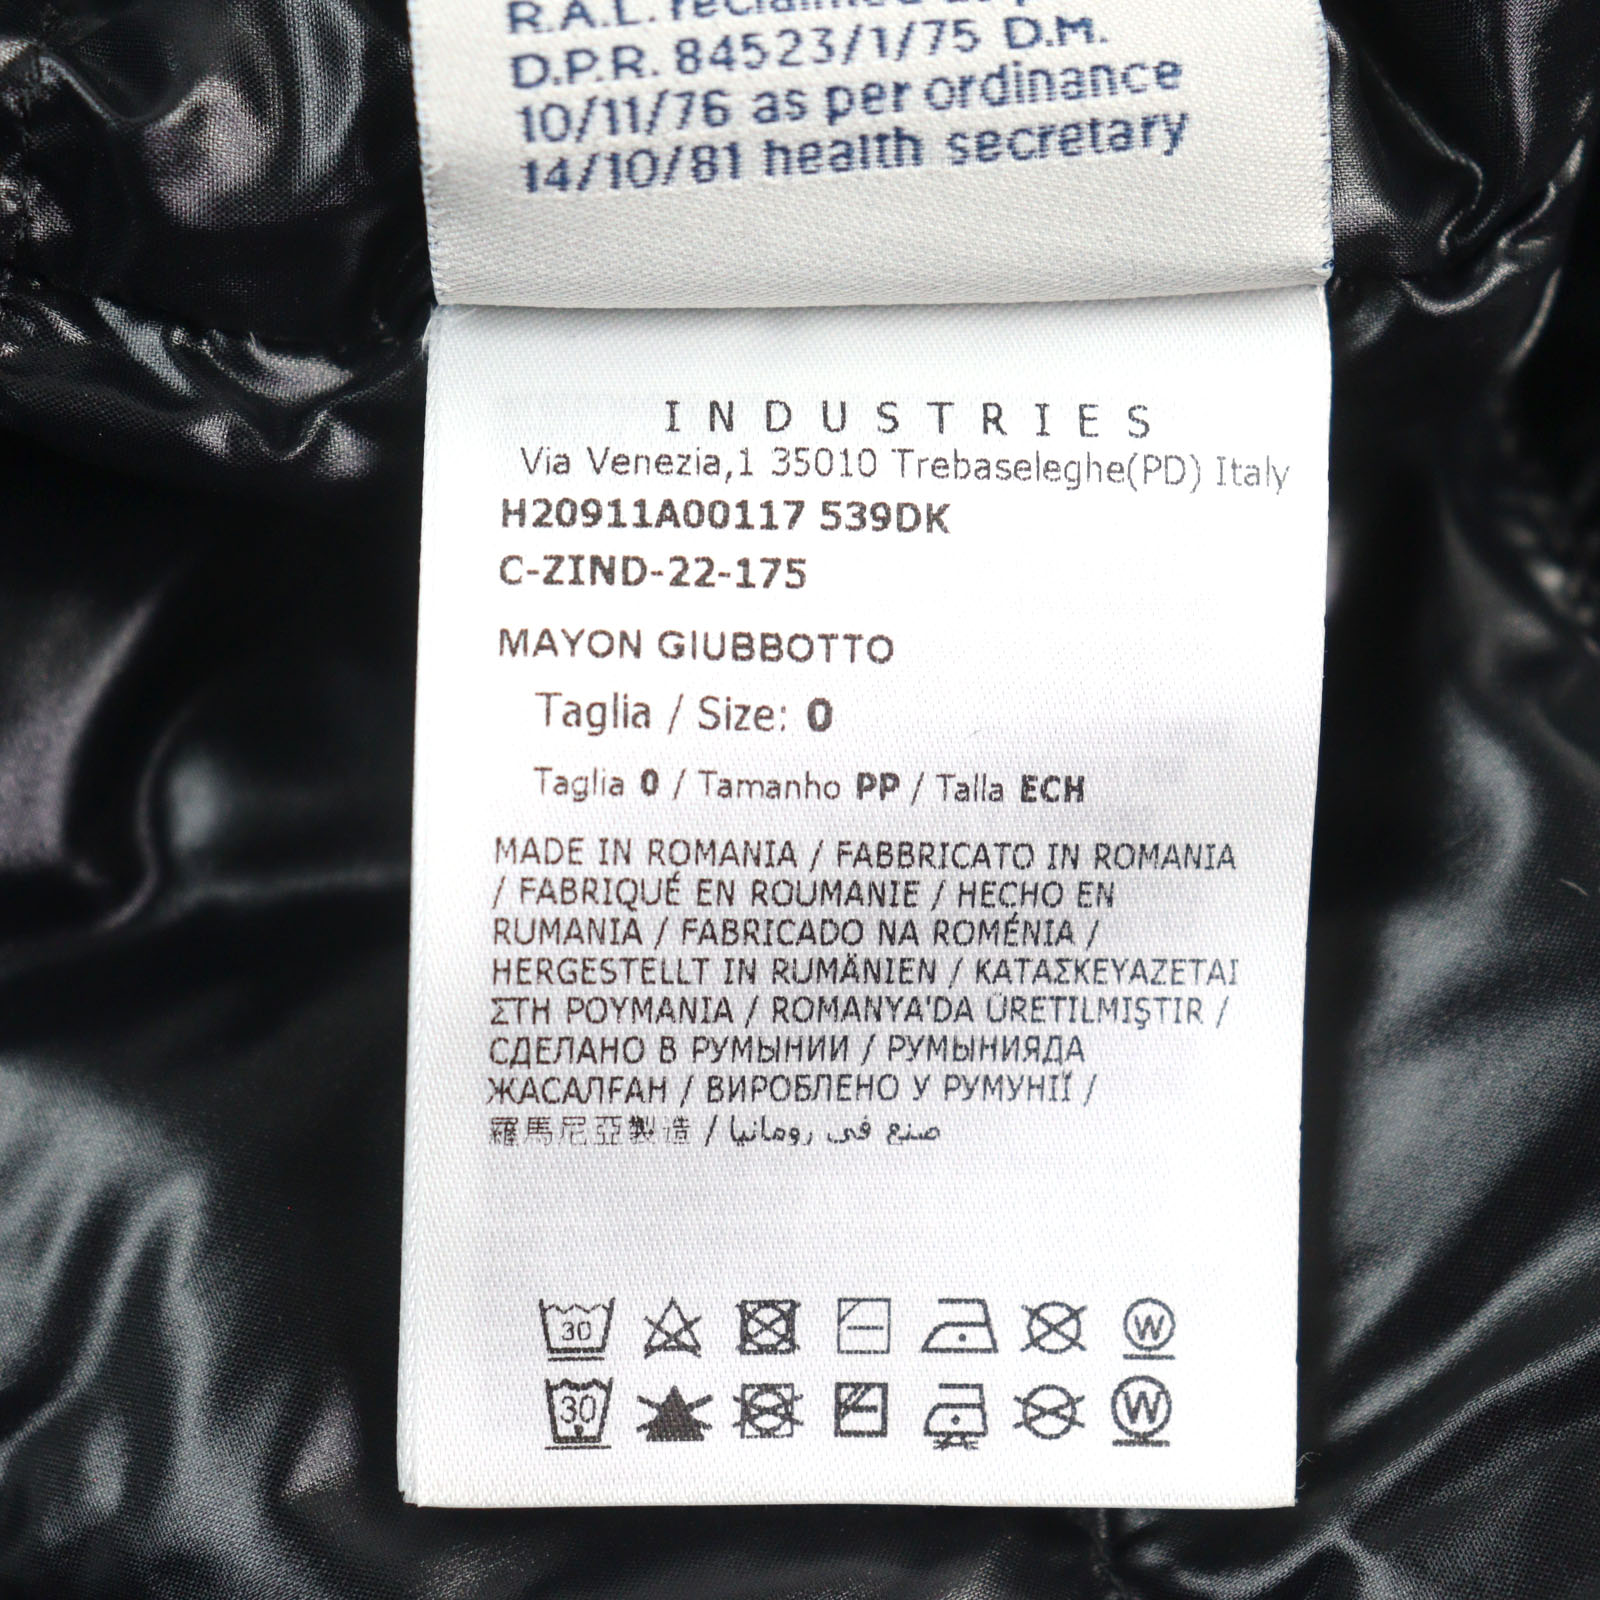 R.A.L. reclaimed
D.P.R. 84523/1/75 D.M.
10/11/76 as per ordinance
14/10/81 health secretary
INDUSTRIES
Via Venezia,1 35010 Trebaseleghe(PD) Italy
H20911A00117 539DK
C-ZIND-22-175
MAYON GIUBBOTTO
Taglia / Size: 0
Taglia 0 / Tamanho PP / Talla ECH
MADE IN ROMANIA / FABBRICATO IN ROMANIA
/ FABRIQUÉ EN ROUMANIE / HECHO EN
RUMANIA / FABRICADO NA ROMÉNIA /
HERGESTELLT IN RUMÄNIEN / ΚΑΤΑΣΚΕΥΑΖΕΤΑΙ
ΣΤΗ ΡΟΥΜΑΝΙΑ / ROMANYA'DA ÜRETILMIŞTIR /
СДЕЛАНО В РУМЫНИИ / РУМЫНИЯДА
ЖАСАЛҒАН / ВИРОБЛЕНО У РУМУНІЇ /
羅馬尼亞製造 / صنع في رومانيا
30 W
30 W